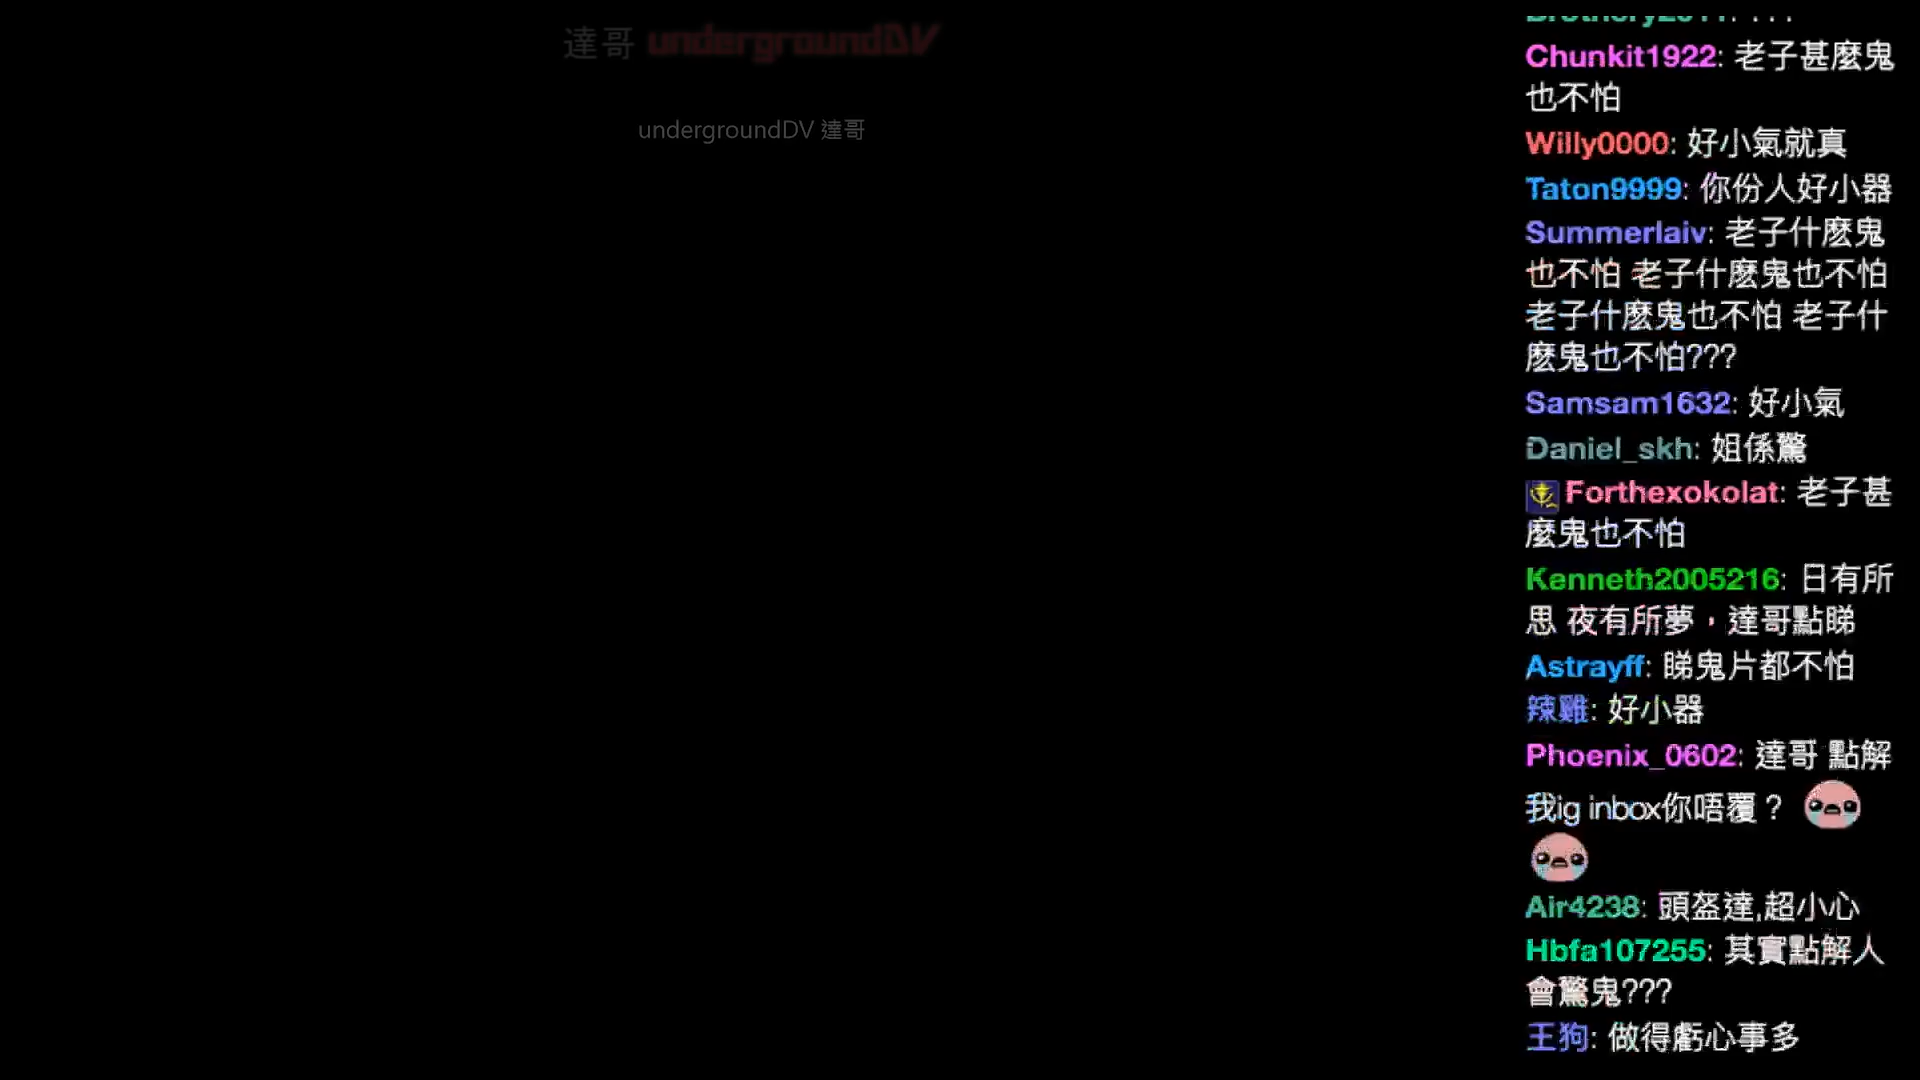 達哥 undergroundDV
undergroundDV 達哥
Chunkit1922: 老子甚麼鬼
也不怕
Willy0000: 好小氣就真
Taton9999: 你份人好小器
Summerlaiv: 老子什麼鬼
也不怕 老子什麼鬼也不怕
老子什麼鬼也不怕 老子什
麼鬼也不怕???
Samsam1632: 好小氣
Daniel_skh: 姐係驚
Forthexokolat: 老子甚
麼鬼也不怕
Kenneth2005216: 日有所
思 夜有所夢，達哥點睇
Astrayff: 睇鬼片都不怕
辣雞: 好小器
Phoenix_0602: 達哥 點解
我ig inbox你唔覆？
Air4238: 頭盔達,超小心
Hbfa107255: 其實點解人
會驚鬼???
王狗: 做得虧心事多